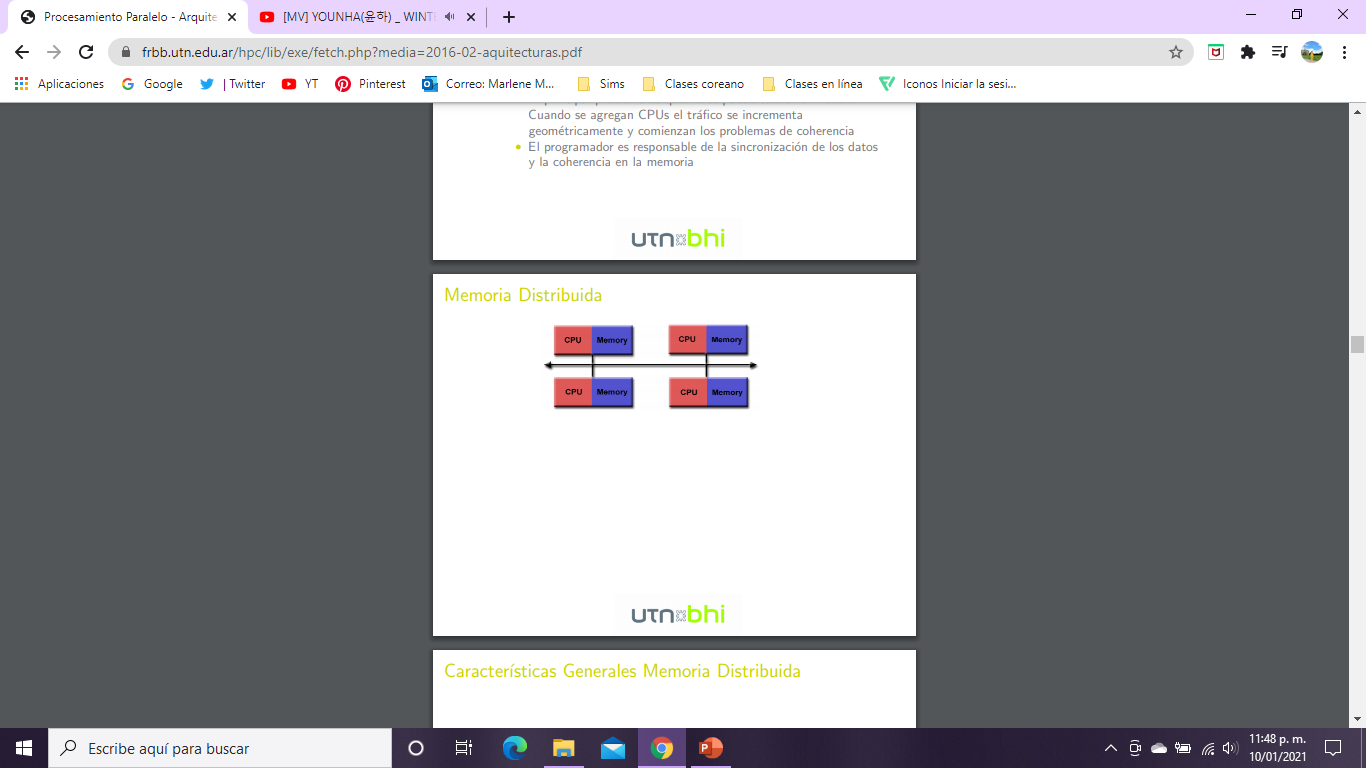 Procesamiento Paralelo - Arquite
[MV] YOUNHA(윤하) _ WINT
frbb.utn.edu.ar/hpc/lib/exe/fetch.php?media=2016-02-aquitecturas.pdf
Aplicaciones
Google
| Twitter
YT
Pinterest
Correo: Marlene M...
Sims
Clases coreano
Clases en línea
Iconos Iniciar la sesi...
Cuando se agregan CPUs el tráfico se incrementa
geométricamente y comienzan los problemas de coherencia
• El programador es responsable de la sincronización de los datos
y la coherencia en la memoria
utn bhi
Memoria Distribuida
CPU Memory CPU Memory
CPU Memory CPU Memory
utn bhi
Características Generales Memoria Distribuida
Escribe aquí para buscar
11:48 p. m.
10/01/2021